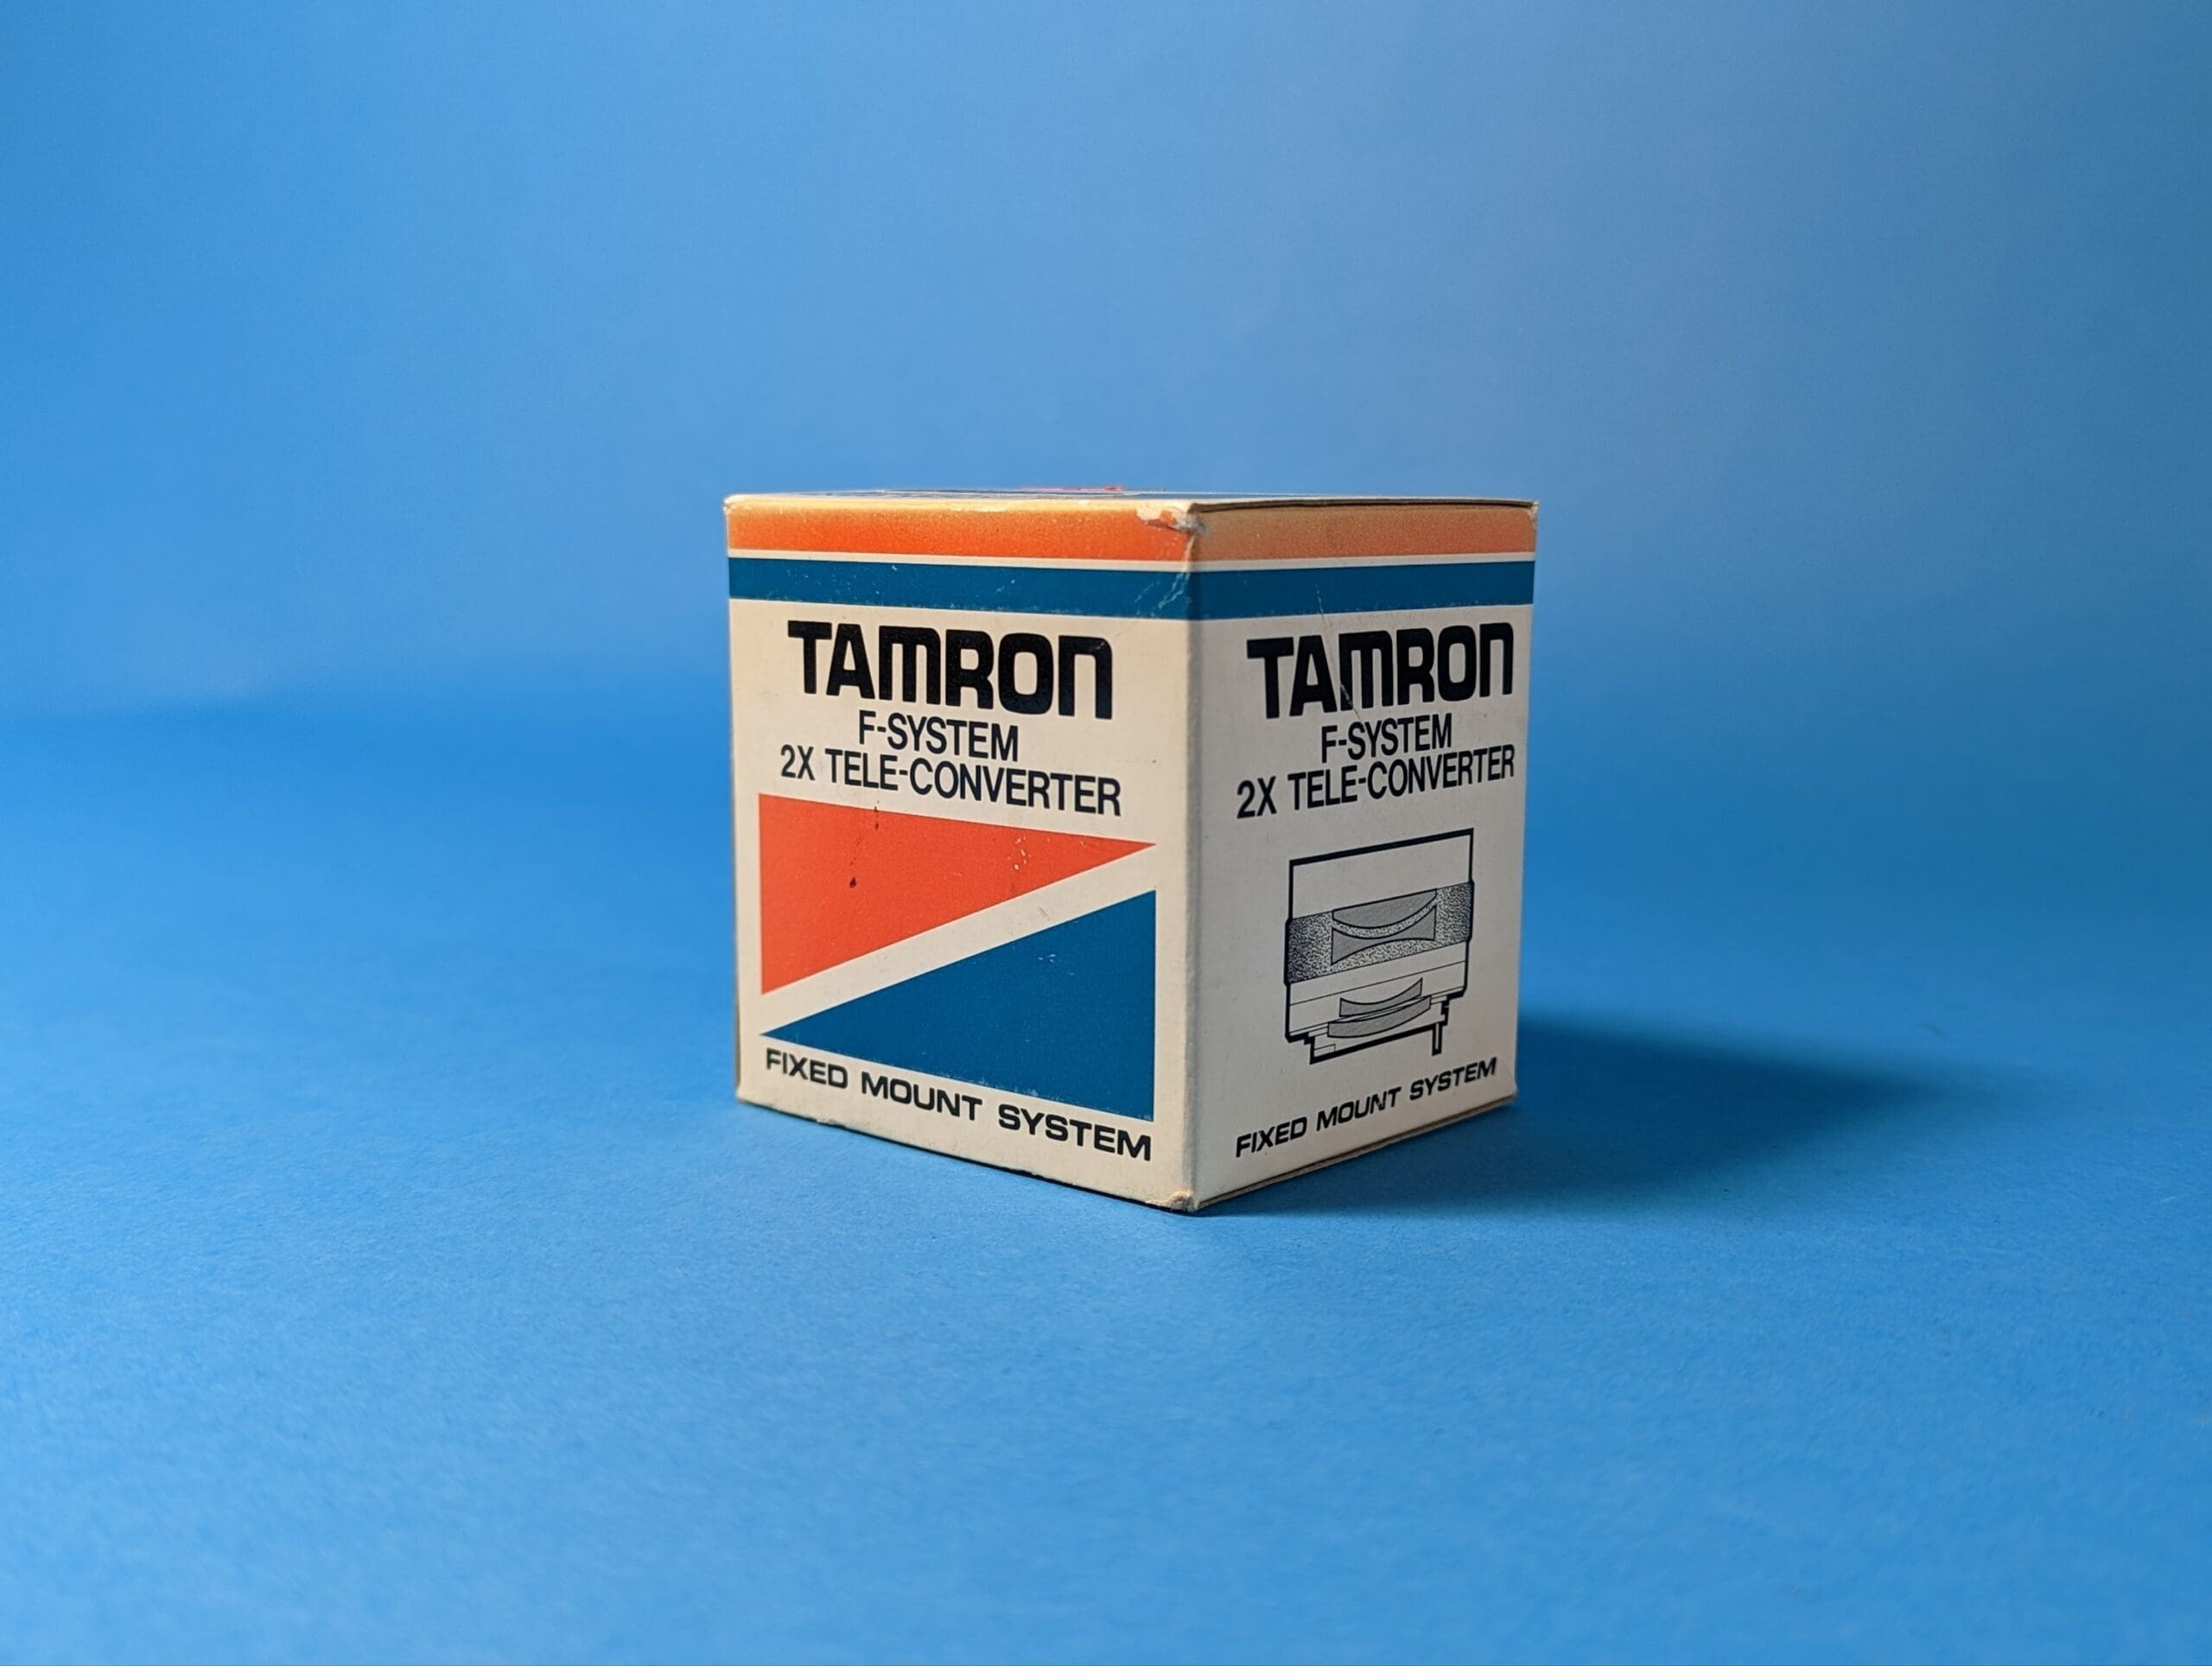 TAMRON
F-SYSTEM
2X TELE-CONVERTER
FIXED MOUNT SYSTEM
TAMRON
F-SYSTEM
2X TELE-CONVERTER
FIXED MOUNT SYSTEM